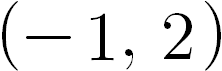 (− 1, 2)